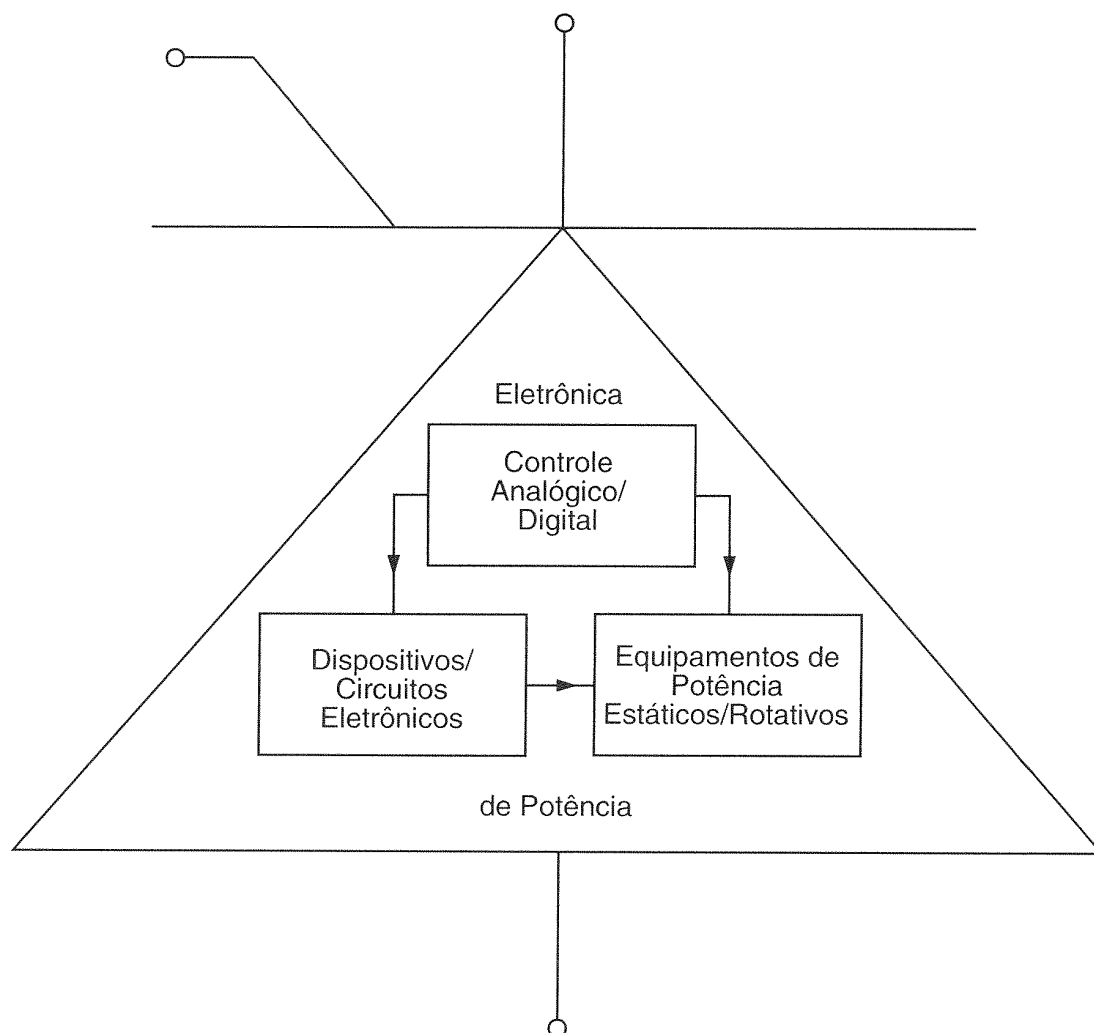 Eletrônica
Controle
Analógico/
Digital
Dispositivos/
Circuitos
Eletrônicos
Equipamentos de
Potência
Estáticos/Rotativos
de Potência